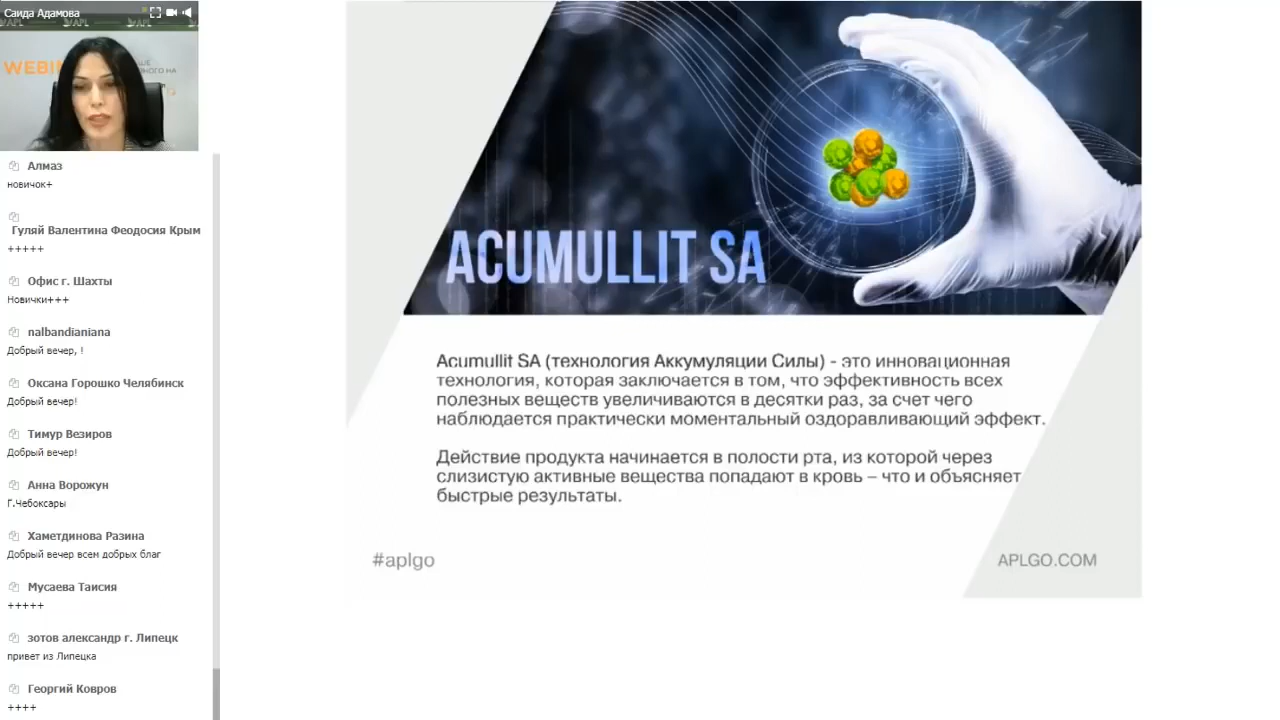 Саида Адамова
WEBIN
Алмаз
новичок+
Гуляй Валентина Феодосия Крым
+++++
Офис г. Шахты
Новички+++
nalbandianiana
Добрый вечер, !
Оксана Горошко Челябинск
Добрый вечер!
Тимур Везиров
Добрый вечер!
Анна Ворожун
Г.Чебоксары
Хаметдинова Разина
Добрый вечер всем добрых благ
Мусаева Таисия
+++++
зотов александр г. Липецк
привет из Липецка
Георгий Ковров
++++
ACUMULLIT SA
Acumullit SA (технология Аккумуляции Силы) - это инновационная
технология, которая заключается в том, что эффективность всех
полезных веществ увеличиваются в десятки раз, за счет чего
наблюдается практически моментальный оздоравливающий эффект.
Действие продукта начинается в полости рта, из которой через
слизистую активные вещества попадают в кровь – что и объясняет
быстрые результаты.
#aplgo
APLGO.COM